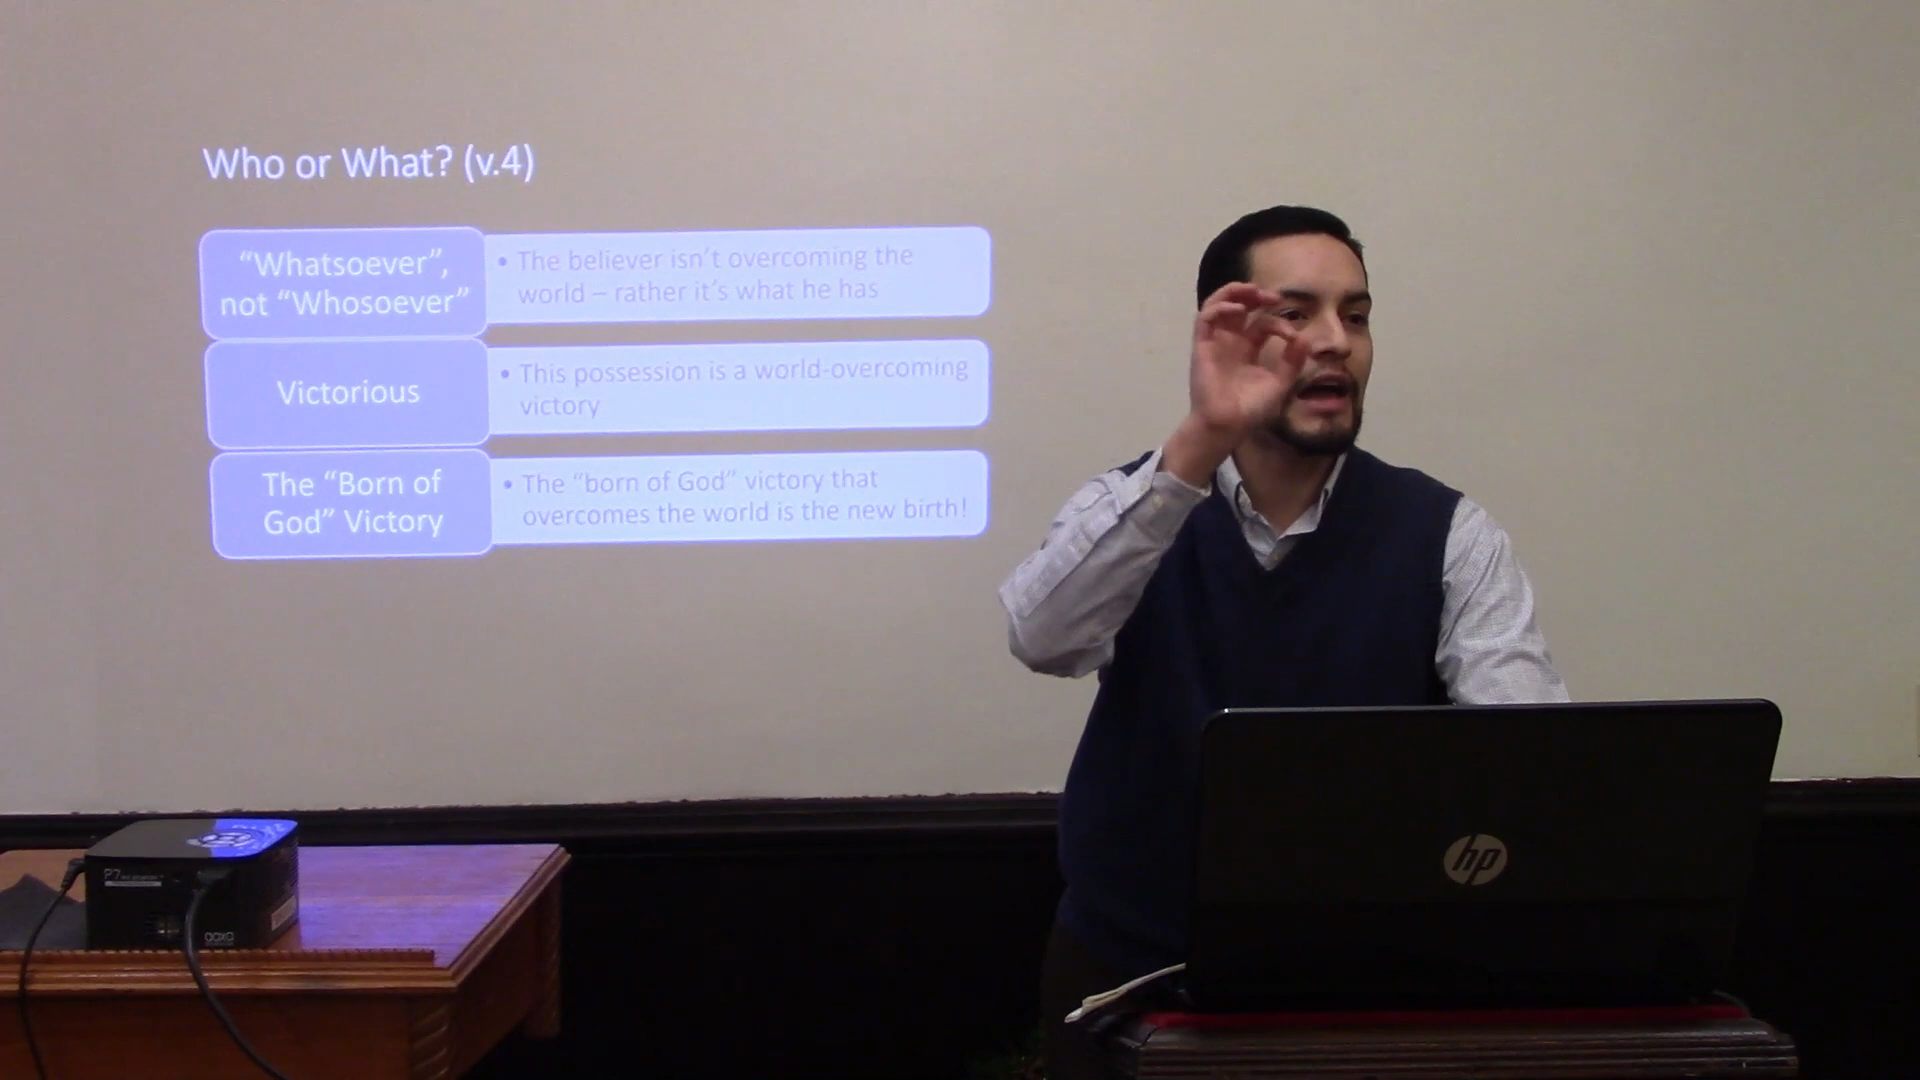 Who or What? (v.4)
“Whatsoever”,
not “Whosoever”
• The believer isn’t overcoming the
world – rather it’s what he has
Victorious
• This possession is a world-overcoming
victory
The “Born of
God” Victory
• The “born of God” victory that
overcomes the world is the new birth!
P7
aaxa
hp